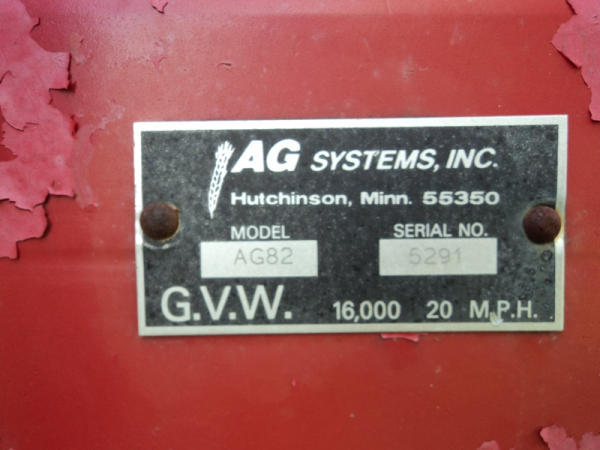 AG SYSTEMS, INC.
Hutchinson, Minn. 55350
MODEL SERIAL NO.
AG82 5291
G.V.W. 16,000 20 M.P.H.